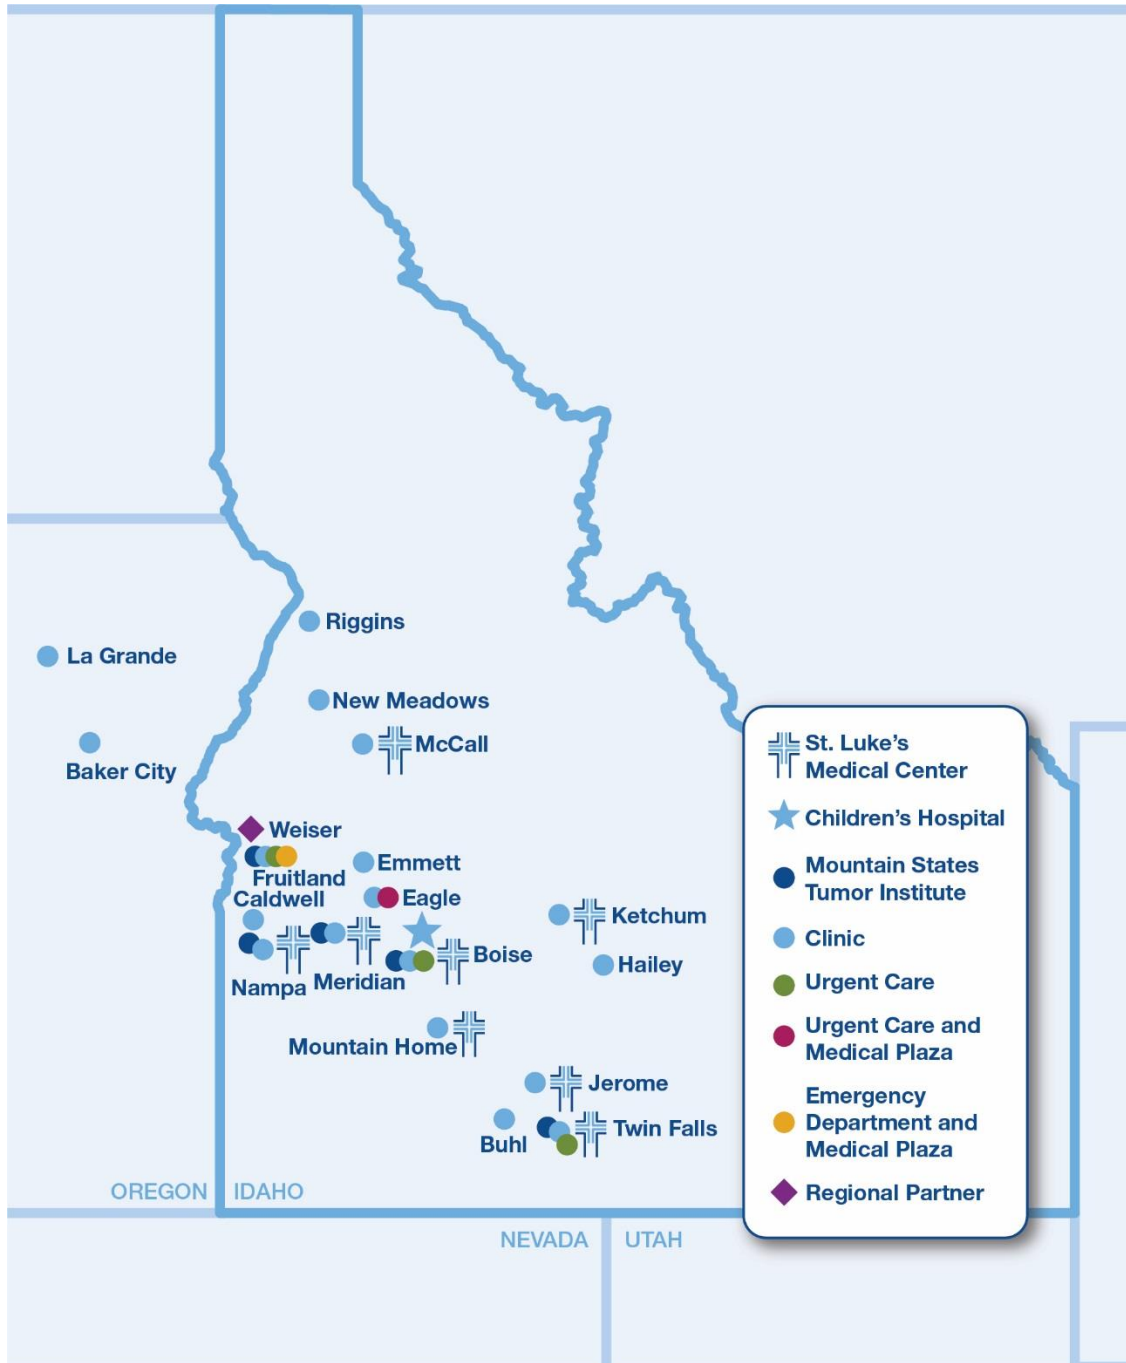 Riggins
La Grande
New Meadows
McCall
Baker City
Weiser
Fruitland
Emmett
Caldwell
Eagle
Ketchum
Boise
Hailey
Nampa
Meridian
Mountain Home
Jerome
Twin Falls
Buhl
OREGON
IDAHO
NEVADA
UTAH
St. Luke's
Medical Center
Children's Hospital
Mountain States
Tumor Institute
Clinic
Urgent Care
Urgent Care and
Medical Plaza
Emergency
Department and
Medical Plaza
Regional Partner